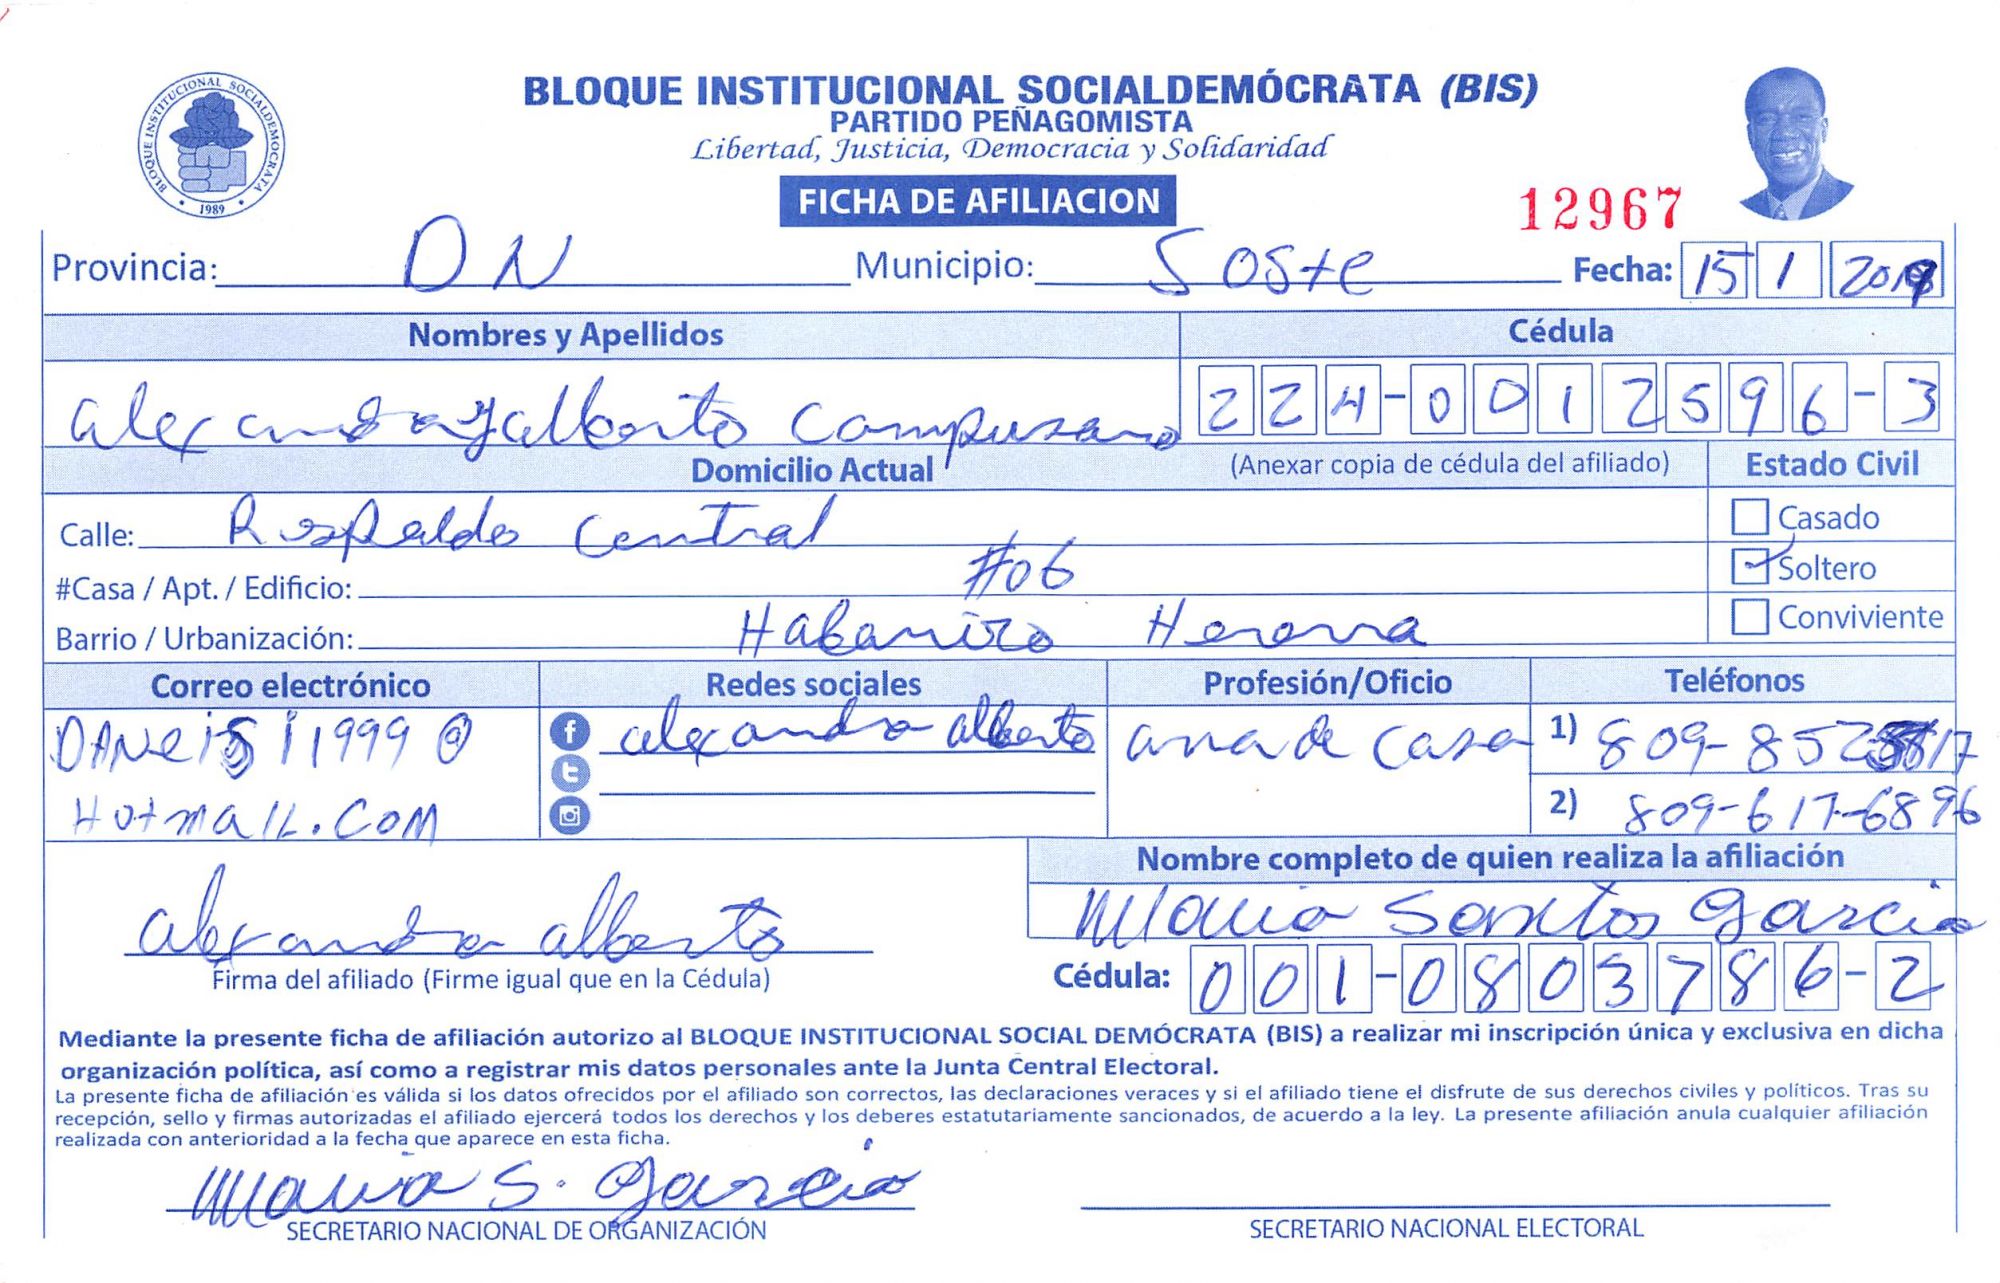 BLOQUE INSTITUCIONAL SOCIALDEMOCRATA
1989
BLOQUE INSTITUCIONAL SOCIALDEMÓCRATA (BIS)
PARTIDO PEÑAGOMISTA
Libertad, Justicia, Democracia y Solidaridad
FICHA DE AFILIACION
12967
Provincia: DN Municipio: S oste Fecha: 15 1 2019
Nombres y Apellidos Cédula
alexandra alberto Campusano 224-0012596-3
Domicilio Actual (Anexar copia de cédula del afiliado) Estado Civil
Calle: Respaldo Central Casado
#Casa / Apt. / Edificio: #06 Soltero
Barrio / Urbanización: Habaniro Herrera Conviviente
Correo electrónico Redes sociales Profesión/Oficio Teléfonos
1999 @ alexandra alberto ama de casa 1) 809-852
HotmaiL.COM 2) 809-617-6896
Nombre completo de quien realiza la afiliación
Maria Santos Garcia
alexandra alberto
Firma del afiliado (Firme igual que en la Cédula) Cédula: 001-0803786-2
Mediante la presente ficha de afiliación autorizo al BLOQUE INSTITUCIONAL SOCIAL DEMÓCRATA (BIS) a realizar mi inscripción única y exclusiva en dicha
organización política, así como a registrar mis datos personales ante la Junta Central Electoral.
La presente ficha de afiliación es válida si los datos ofrecidos por el afiliado son correctos, las declaraciones veraces y si el afiliado tiene el disfrute de sus derechos civiles y políticos. Tras su
recepción, sello y firmas autorizadas el afiliado ejercerá todos los derechos y los deberes estatutariamente sancionados, de acuerdo a la ley. La presente afiliación anula cualquier afiliación
realizada con anterioridad a la fecha que aparece en esta ficha.
Maria S. Garcia
SECRETARIO NACIONAL DE ORGANIZACIÓN SECRETARIO NACIONAL ELECTORAL